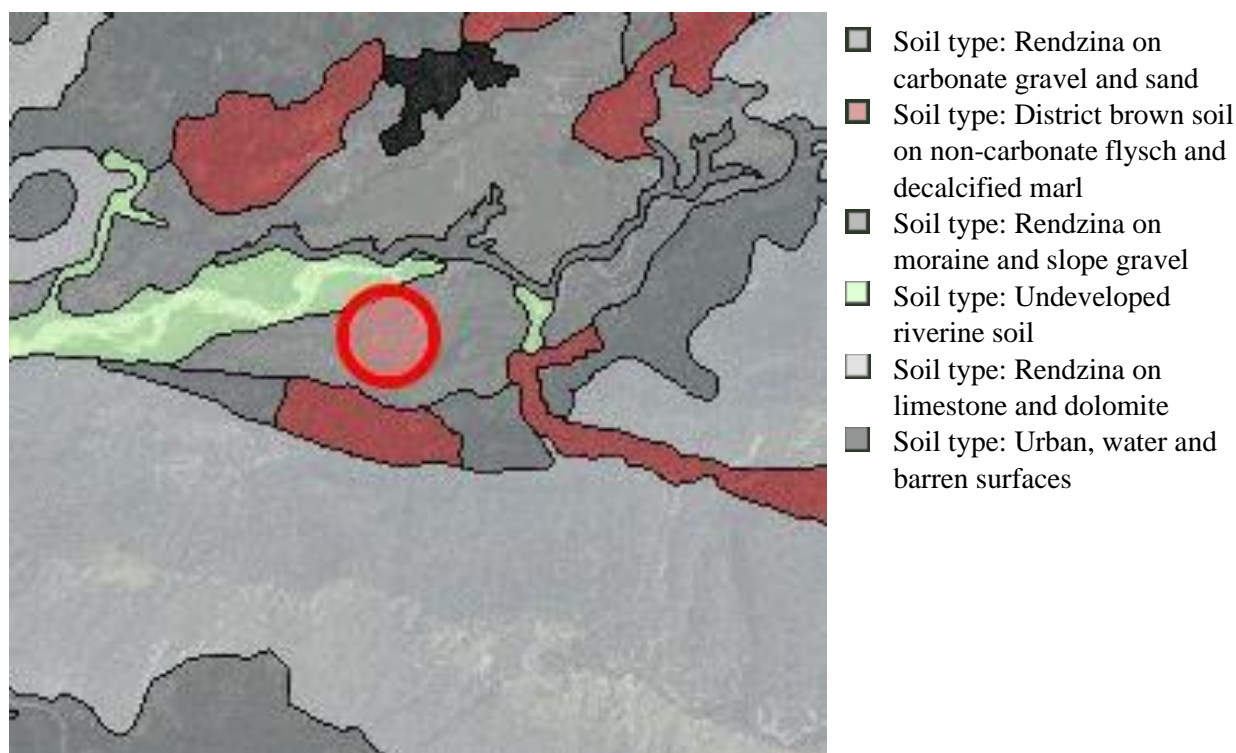 Soil type: Rendzina on
carbonate gravel and sand
Soil type: District brown soil
on non-carbonate flysch and
decalcified marl
Soil type: Rendzina on
moraine and slope gravel
Soil type: Undeveloped
riverine soil
Soil type: Rendzina on
limestone and dolomite
Soil type: Urban, water and
barren surfaces